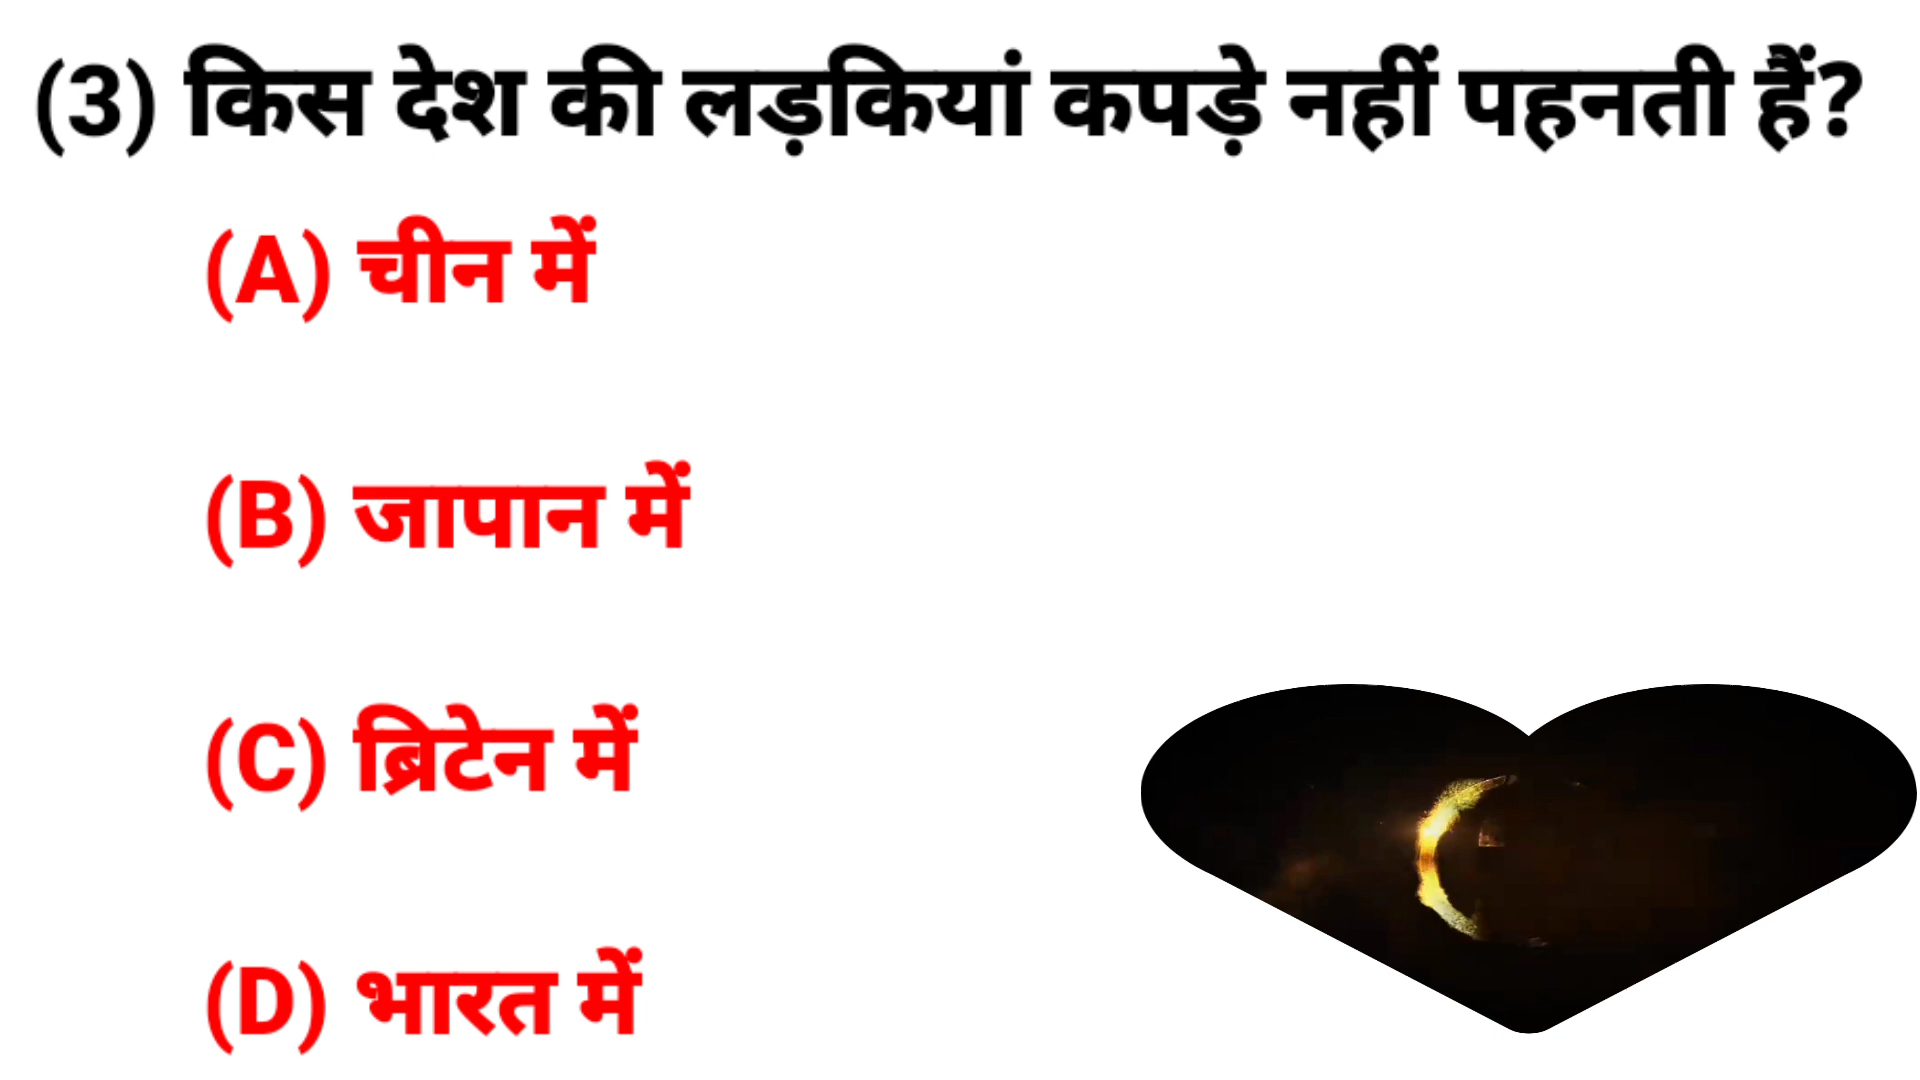 (3) किस देश की लड़कियां कपड़े नहीं पहनती हैं?
(A) चीन में
(B) जापान में
(C) ब्रिटेन में
(D) भारत में